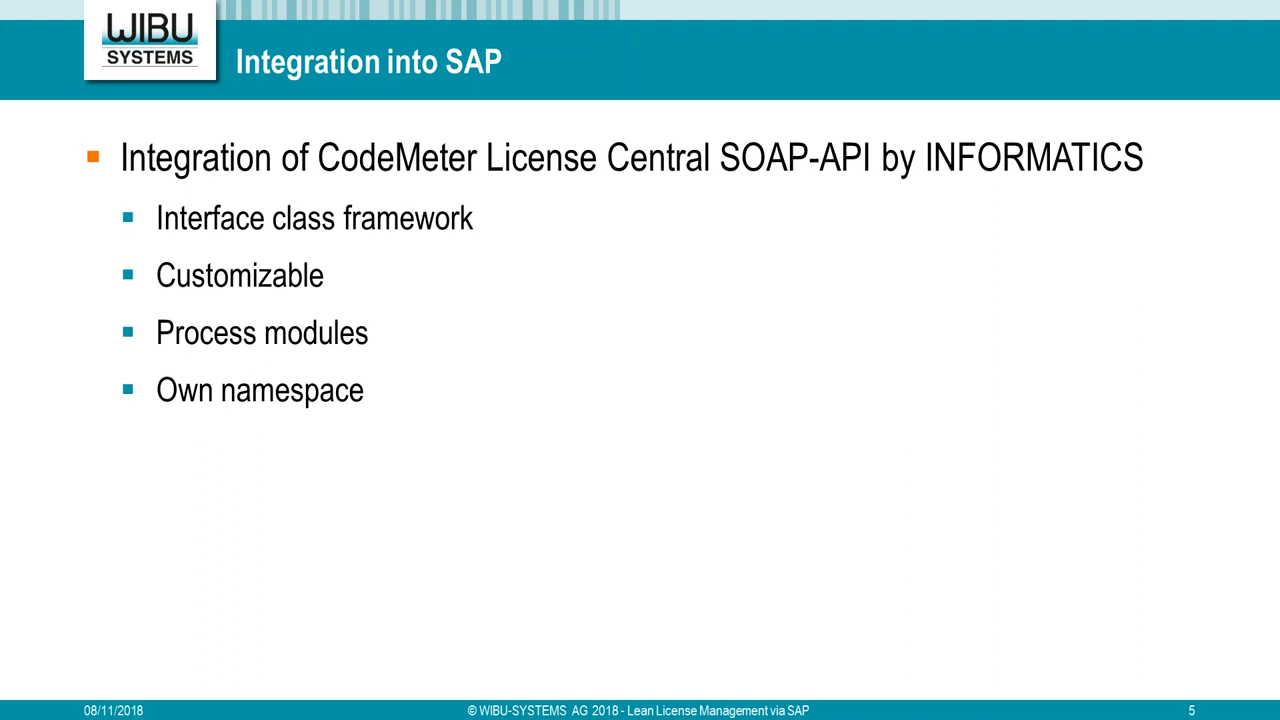 WIBU
SYSTEMS
Integration into SAP
Integration of CodeMeter License Central SOAP-API by INFORMATICS
Interface class framework
Customizable
Process modules
Own namespace
08/11/2018
© WIBU-SYSTEMS AG 2018 - Lean License Management via SAP
5